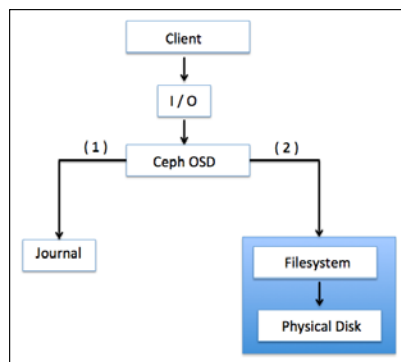 Client
I / O
( 1 )
( 2 )
Ceph OSD
Journal
Filesystem
Physical Disk